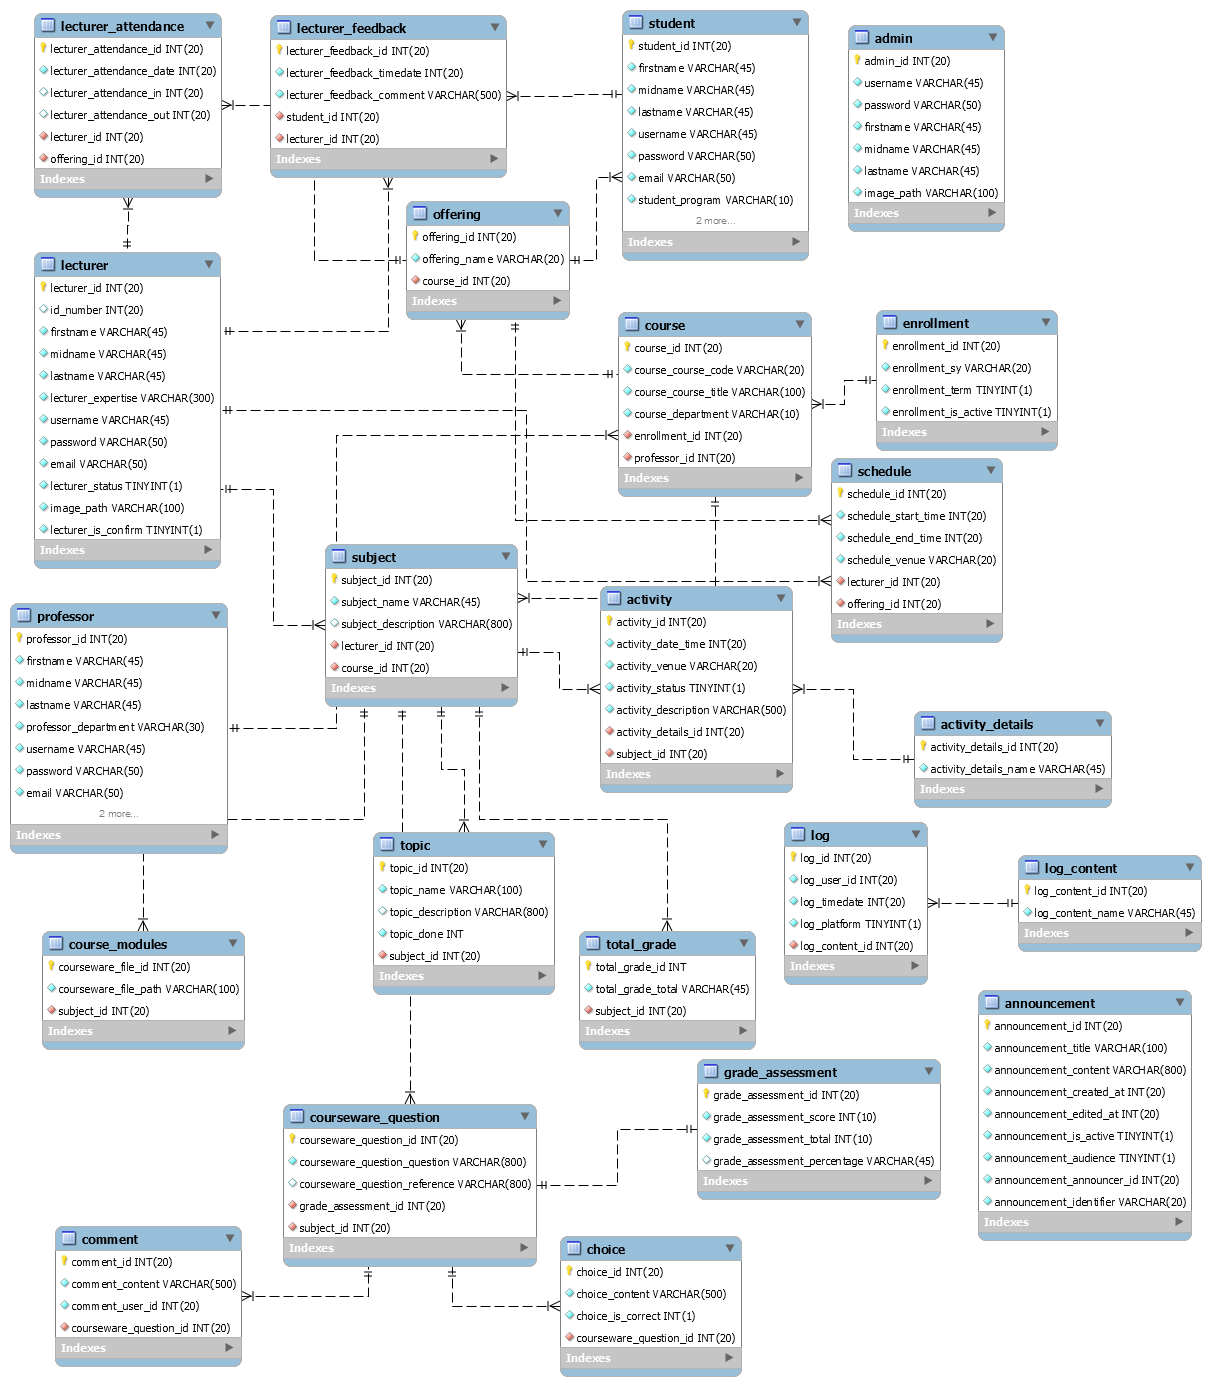 lecturer_attendance
lecturer_attendance_id INT(20)
lecturer_attendance_date INT(20)
lecturer_attendance_in INT(20)
lecturer_attendance_out INT(20)
lecturer_id INT(20)
offering_id INT(20)
Indexes
lecturer_feedback
lecturer_feedback_id INT(20)
lecturer_feedback_timedate INT(20)
lecturer_feedback_comment VARCHAR(500)
student_id INT(20)
lecturer_id INT(20)
Indexes
student
student_id INT(20)
firstname VARCHAR(45)
midname VARCHAR(45)
lastname VARCHAR(45)
username VARCHAR(45)
password VARCHAR(50)
email VARCHAR(50)
student_program VARCHAR(10)
2 more...
Indexes
admin
admin_id INT(20)
username VARCHAR(45)
password VARCHAR(50)
firstname VARCHAR(45)
midname VARCHAR(45)
lastname VARCHAR(45)
image_path VARCHAR(100)
Indexes
offering
offering_id INT(20)
offering_name VARCHAR(20)
course_id INT(20)
Indexes
lecturer
lecturer_id INT(20)
id_number INT(20)
firstname VARCHAR(45)
midname VARCHAR(45)
lastname VARCHAR(45)
lecturer_expertise VARCHAR(300)
username VARCHAR(45)
password VARCHAR(50)
email VARCHAR(50)
lecturer_status TINYINT(1)
image_path VARCHAR(100)
lecturer_is_confirm TINYINT(1)
Indexes
course
course_id INT(20)
course_course_code VARCHAR(20)
course_course_title VARCHAR(100)
course_department VARCHAR(10)
enrollment_id INT(20)
professor_id INT(20)
Indexes
enrollment
enrollment_id INT(20)
enrollment_sy VARCHAR(20)
enrollment_term TINYINT(1)
enrollment_is_active TINYINT(1)
Indexes
schedule
schedule_id INT(20)
schedule_start_time INT(20)
schedule_end_time INT(20)
schedule_venue VARCHAR(20)
lecturer_id INT(20)
offering_id INT(20)
Indexes
subject
subject_id INT(20)
subject_name VARCHAR(45)
subject_description VARCHAR(800)
lecturer_id INT(20)
course_id INT(20)
Indexes
activity
activity_id INT(20)
activity_date_time INT(20)
activity_venue VARCHAR(20)
activity_status TINYINT(1)
activity_description VARCHAR(500)
activity_details_id INT(20)
subject_id INT(20)
Indexes
professor
professor_id INT(20)
firstname VARCHAR(45)
midname VARCHAR(45)
lastname VARCHAR(45)
professor_department VARCHAR(30)
username VARCHAR(45)
password VARCHAR(50)
email VARCHAR(50)
2 more...
Indexes
activity_details
activity_details_id INT(20)
activity_details_name VARCHAR(45)
Indexes
topic
topic_id INT(20)
topic_name VARCHAR(100)
topic_description VARCHAR(800)
topic_done INT
subject_id INT(20)
Indexes
log
log_id INT(20)
log_user_id INT(20)
log_timedate INT(20)
log_platform TINYINT(1)
log_content_id INT(20)
Indexes
log_content
log_content_id INT(20)
log_content_name VARCHAR(45)
Indexes
course_modules
courseware_file_id INT(20)
courseware_file_path VARCHAR(100)
subject_id INT(20)
Indexes
total_grade
total_grade_id INT
total_grade_total VARCHAR(45)
subject_id INT(20)
Indexes
announcement
announcement_id INT(20)
announcement_title VARCHAR(100)
announcement_content VARCHAR(800)
announcement_created_at INT(20)
announcement_edited_at INT(20)
announcement_is_active TINYINT(1)
announcement_audience TINYINT(1)
announcement_announcer_id INT(20)
announcement_identifier VARCHAR(20)
Indexes
grade_assessment
grade_assessment_id INT(20)
grade_assessment_score INT(10)
grade_assessment_total INT(10)
grade_assessment_percentage VARCHAR(45)
Indexes
courseware_question
courseware_question_id INT(20)
courseware_question_question VARCHAR(800)
courseware_question_reference VARCHAR(800)
grade_assessment_id INT(20)
subject_id INT(20)
Indexes
comment
comment_id INT(20)
comment_content VARCHAR(500)
comment_user_id INT(20)
courseware_question_id INT(20)
Indexes
choice
choice_id INT(20)
choice_content VARCHAR(500)
choice_is_correct INT(1)
courseware_question_id INT(20)
Indexes